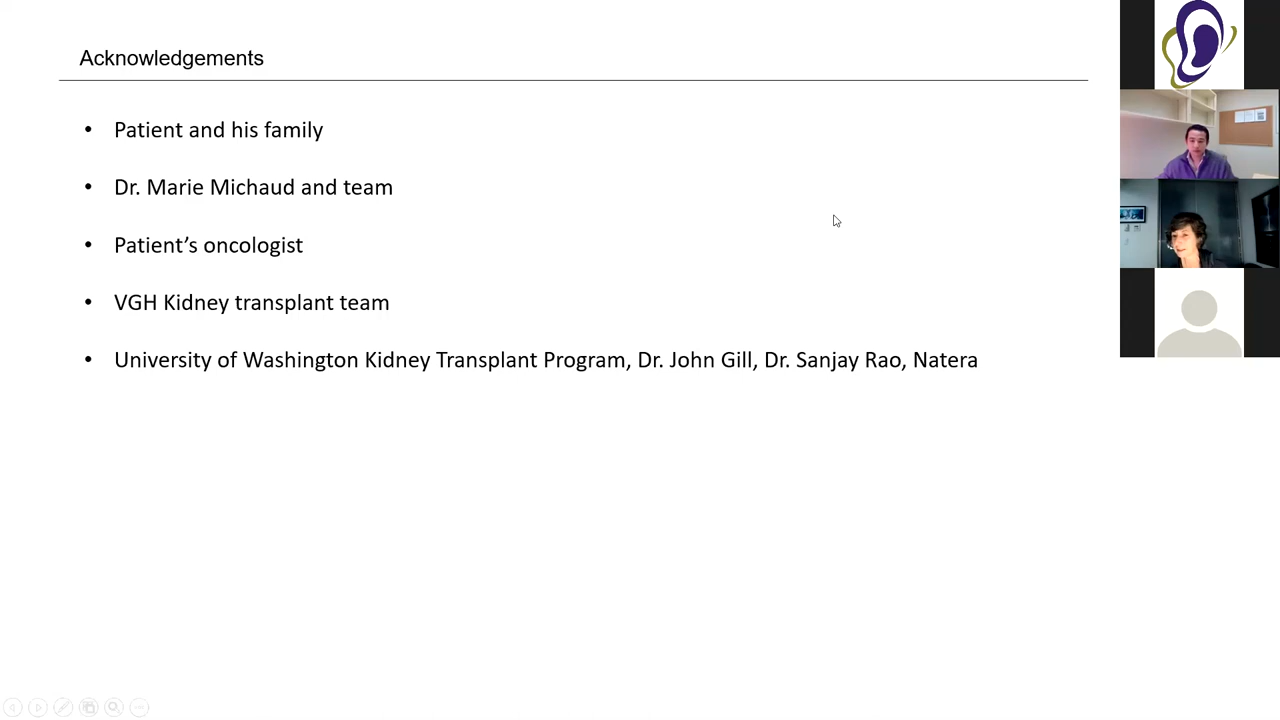 Acknowledgements
• Patient and his family
• Dr. Marie Michaud and team
• Patient’s oncologist
• VGH Kidney transplant team
• University of Washington Kidney Transplant Program, Dr. John Gill, Dr. Sanjay Rao, Natera